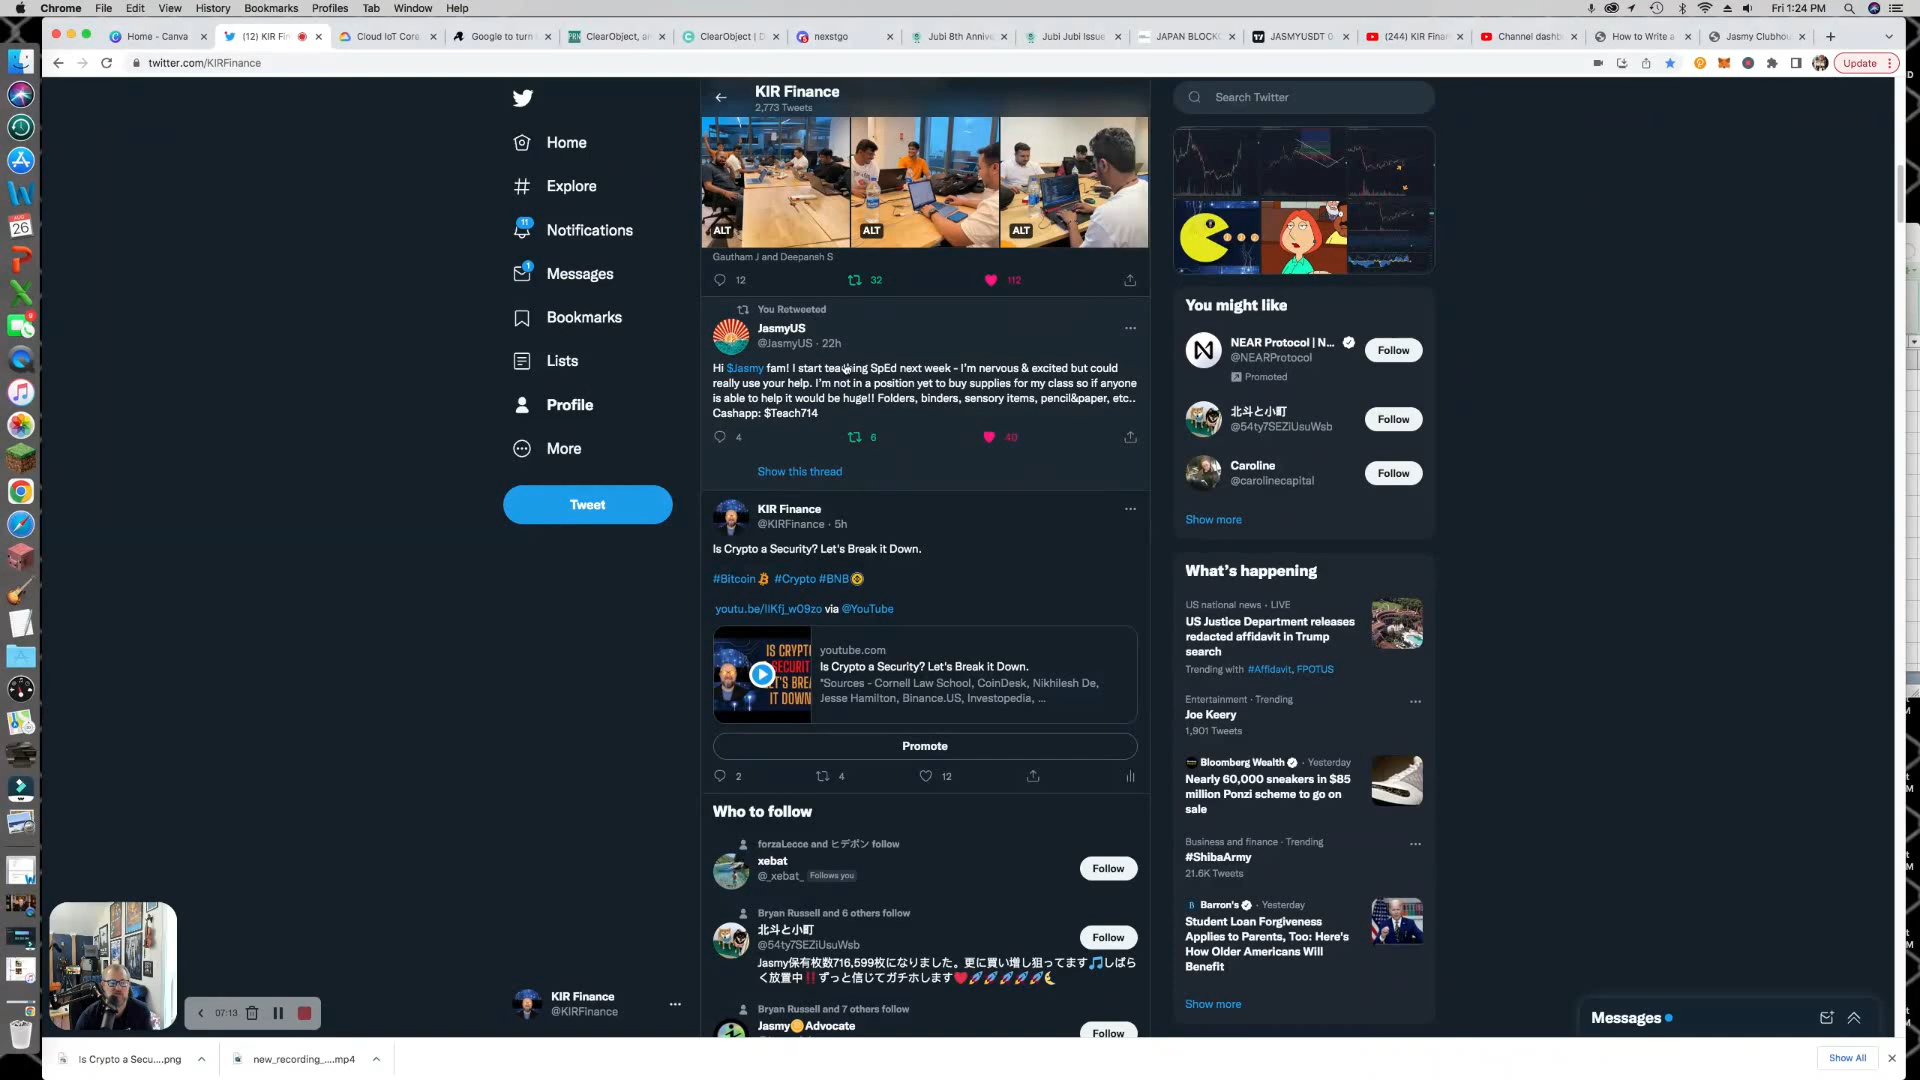 Chrome File Edit View History Bookmarks Profiles Tab Window Help
Fri 1:24 PM
Home - Canva
(12) KIR Fin
Cloud IoT Core
Google to turn
ClearObject, an
ClearObject | D
nexstgo
Jubi 8th Annive
Jubi Jubi Issue
JAPAN BLOCKC
JASMYUSDT 0
(244) KIR Finan
Channel dashb
How to Write a
Jasmy Clubhou
twitter.com/KIRFinance
Update
KIR Finance
2,773 Tweets
Search Twitter
Home
Explore
11
Notifications
1
Messages
Bookmarks
Lists
Profile
More
Tweet
ALT
ALT
ALT
Gautham J and Deepansh S
12 32 112
You Retweeted
JasmyUS
@JasmyUS · 22h
Hi $Jasmy fam! I start teaching SpEd next week - I'm nervous & excited but could
really use your help. I'm not in a position yet to buy supplies for my class so if anyone
is able to help it would be huge!! Folders, binders, sensory items, pencil&paper, etc..
Cashapp: $Teach714
4 6 40
Show this thread
KIR Finance
@KIRFinance · 5h
Is Crypto a Security? Let's Break it Down.
#Bitcoin #Crypto #BNB
youtu.be/IIKfj_w09zo via @YouTube
IS CRYPT
SECURIT
LET'S BREA
IT DOWN
youtube.com
Is Crypto a Security? Let's Break it Down.
"Sources - Cornell Law School, CoinDesk, Nikhilesh De,
Jesse Hamilton, Binance.US, Investopedia, ...
Promote
2 4 12
Who to follow
forzaLecce and ヒデポン follow
xebat
@_xebat_ Follows you
Follow
Bryan Russell and 6 others follow
北斗と小町
@54ty7SEZiUsuWsb
Follow
Jasmy保有枚数716,599枚になりました。更に買い増し狙ってます🎵しばら
く放置中‼️ずっと信じてガチホします❤️🚀🚀🚀🚀🚀🌜
Bryan Russell and 7 others follow
Jasmy🟡Advocate
Follow
You might like
NEAR Protocol | N...
@NEARProtocol
Promoted
Follow
北斗と小町
@54ty7SEZiUsuWsb
Follow
Caroline
@carolinecapital
Follow
Show more
What's happening
US national news · LIVE
US Justice Department releases
redacted affidavit in Trump
search
Trending with #Affidavit, FPOTUS
Entertainment · Trending
Joe Keery
1,901 Tweets
Bloomberg Wealth · Yesterday
Nearly 60,000 sneakers in $85
million Ponzi scheme to go on
sale
Business and finance · Trending
#ShibaArmy
21.6K Tweets
Barron's · Yesterday
Student Loan Forgiveness
Applies to Parents, Too: Here's
How Older Americans Will
Benefit
Show more
KIR Finance
@KIRFinance
07:13
Messages
Is Crypto a Secu....png
new_recording_....mp4
Show All